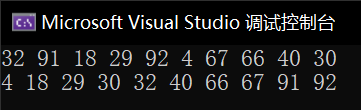 C:\ Microsoft Visual Studio 调试控制台
32 91 18 29 92 4 67 66 40 30
4 18 29 30 32 40 66 67 91 92